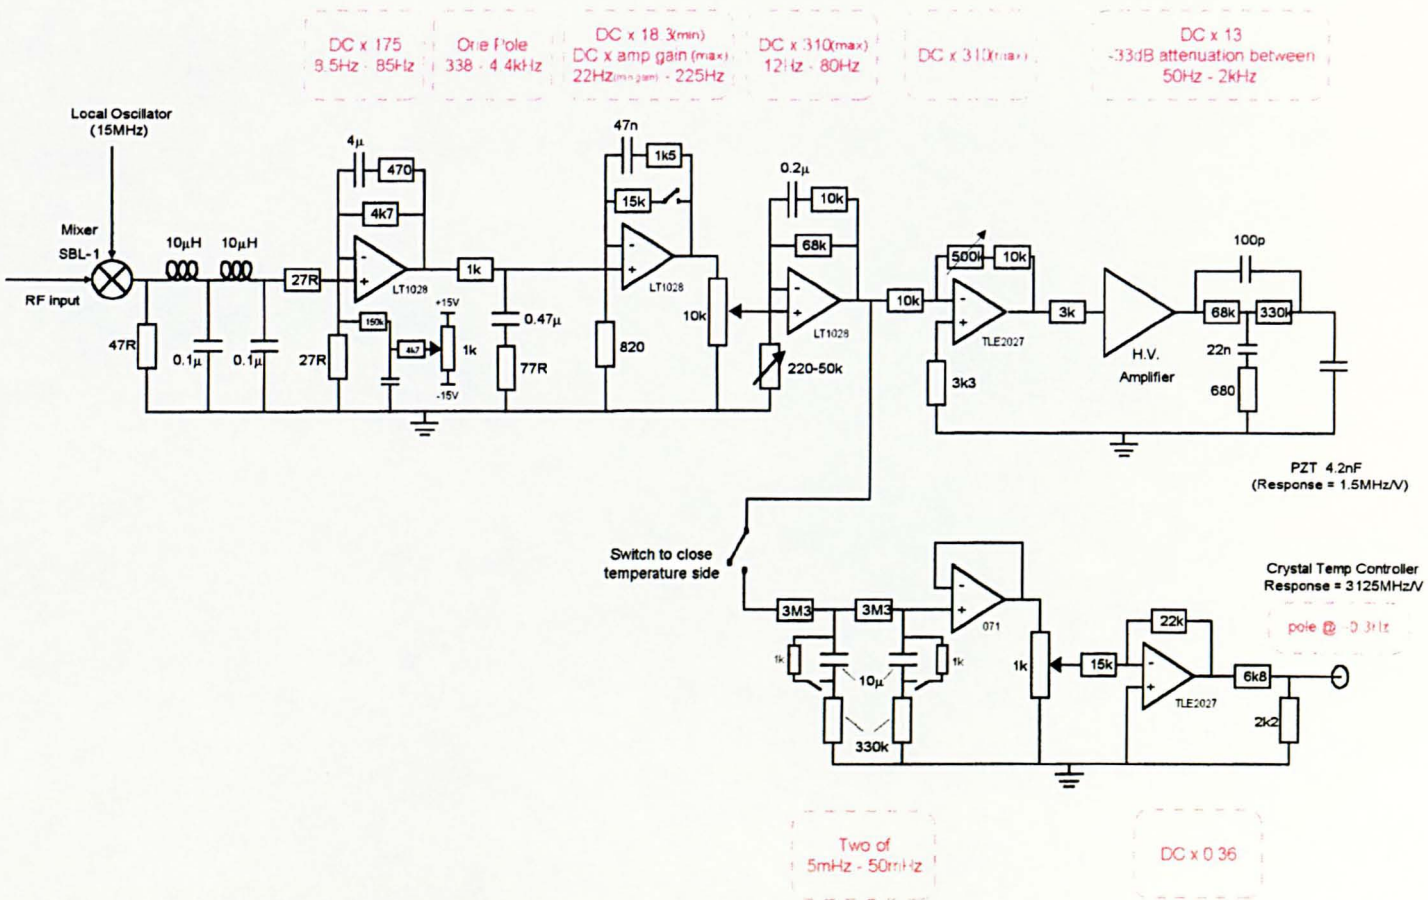 DC x 175
8.5Hz - 85Hz
One Pole
338 - 4.4kHz
DC x 18.3(min)
DC x amp gain (max)
22Hz(min gain) - 225Hz
DC x 310(max)
12Hz - 80Hz
DC x 310(max)
DC x 13
-33dB attenuation between
50Hz - 2kHz
Local Oscillator
(15MHz)
Mixer
SBL-1
RF input
10µH
10µH
47R
0.1µ
0.1µ
27R
27R
4µ
470
4k7
LT1028
150k
4k7
+15V
1k
-15V
1k
0.47µ
77R
47n
1k5
15k
LT1028
820
10k
0.2µ
10k
68k
LT1028
220-50k
10k
500k
10k
TLE2027
3k3
3k
H.V.
Amplifier
100p
68k
330k
22n
680
PZT 4.2nF
(Response = 1.5MHz/V)
Switch to close
temperature side
3M3
3M3
1k
10µ
1k
330k
071
1k
15k
22k
TLE2027
6k8
2k2
Crystal Temp Controller
Response = 3125MHz/V
pole @ -0.3Hz
Two of
5mHz - 50mHz
DC x 0.36